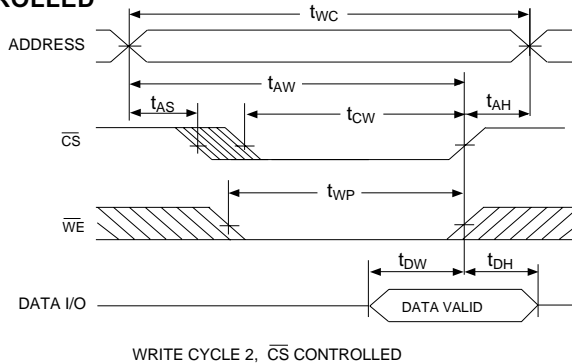 ROLLED
tWC
ADDRESS
tAW
tAS
tCW
tAH
CS
tWP
WE
tDW
tDH
DATA I/O
DATA VALID
WRITE CYCLE 2, CS CONTROLLED